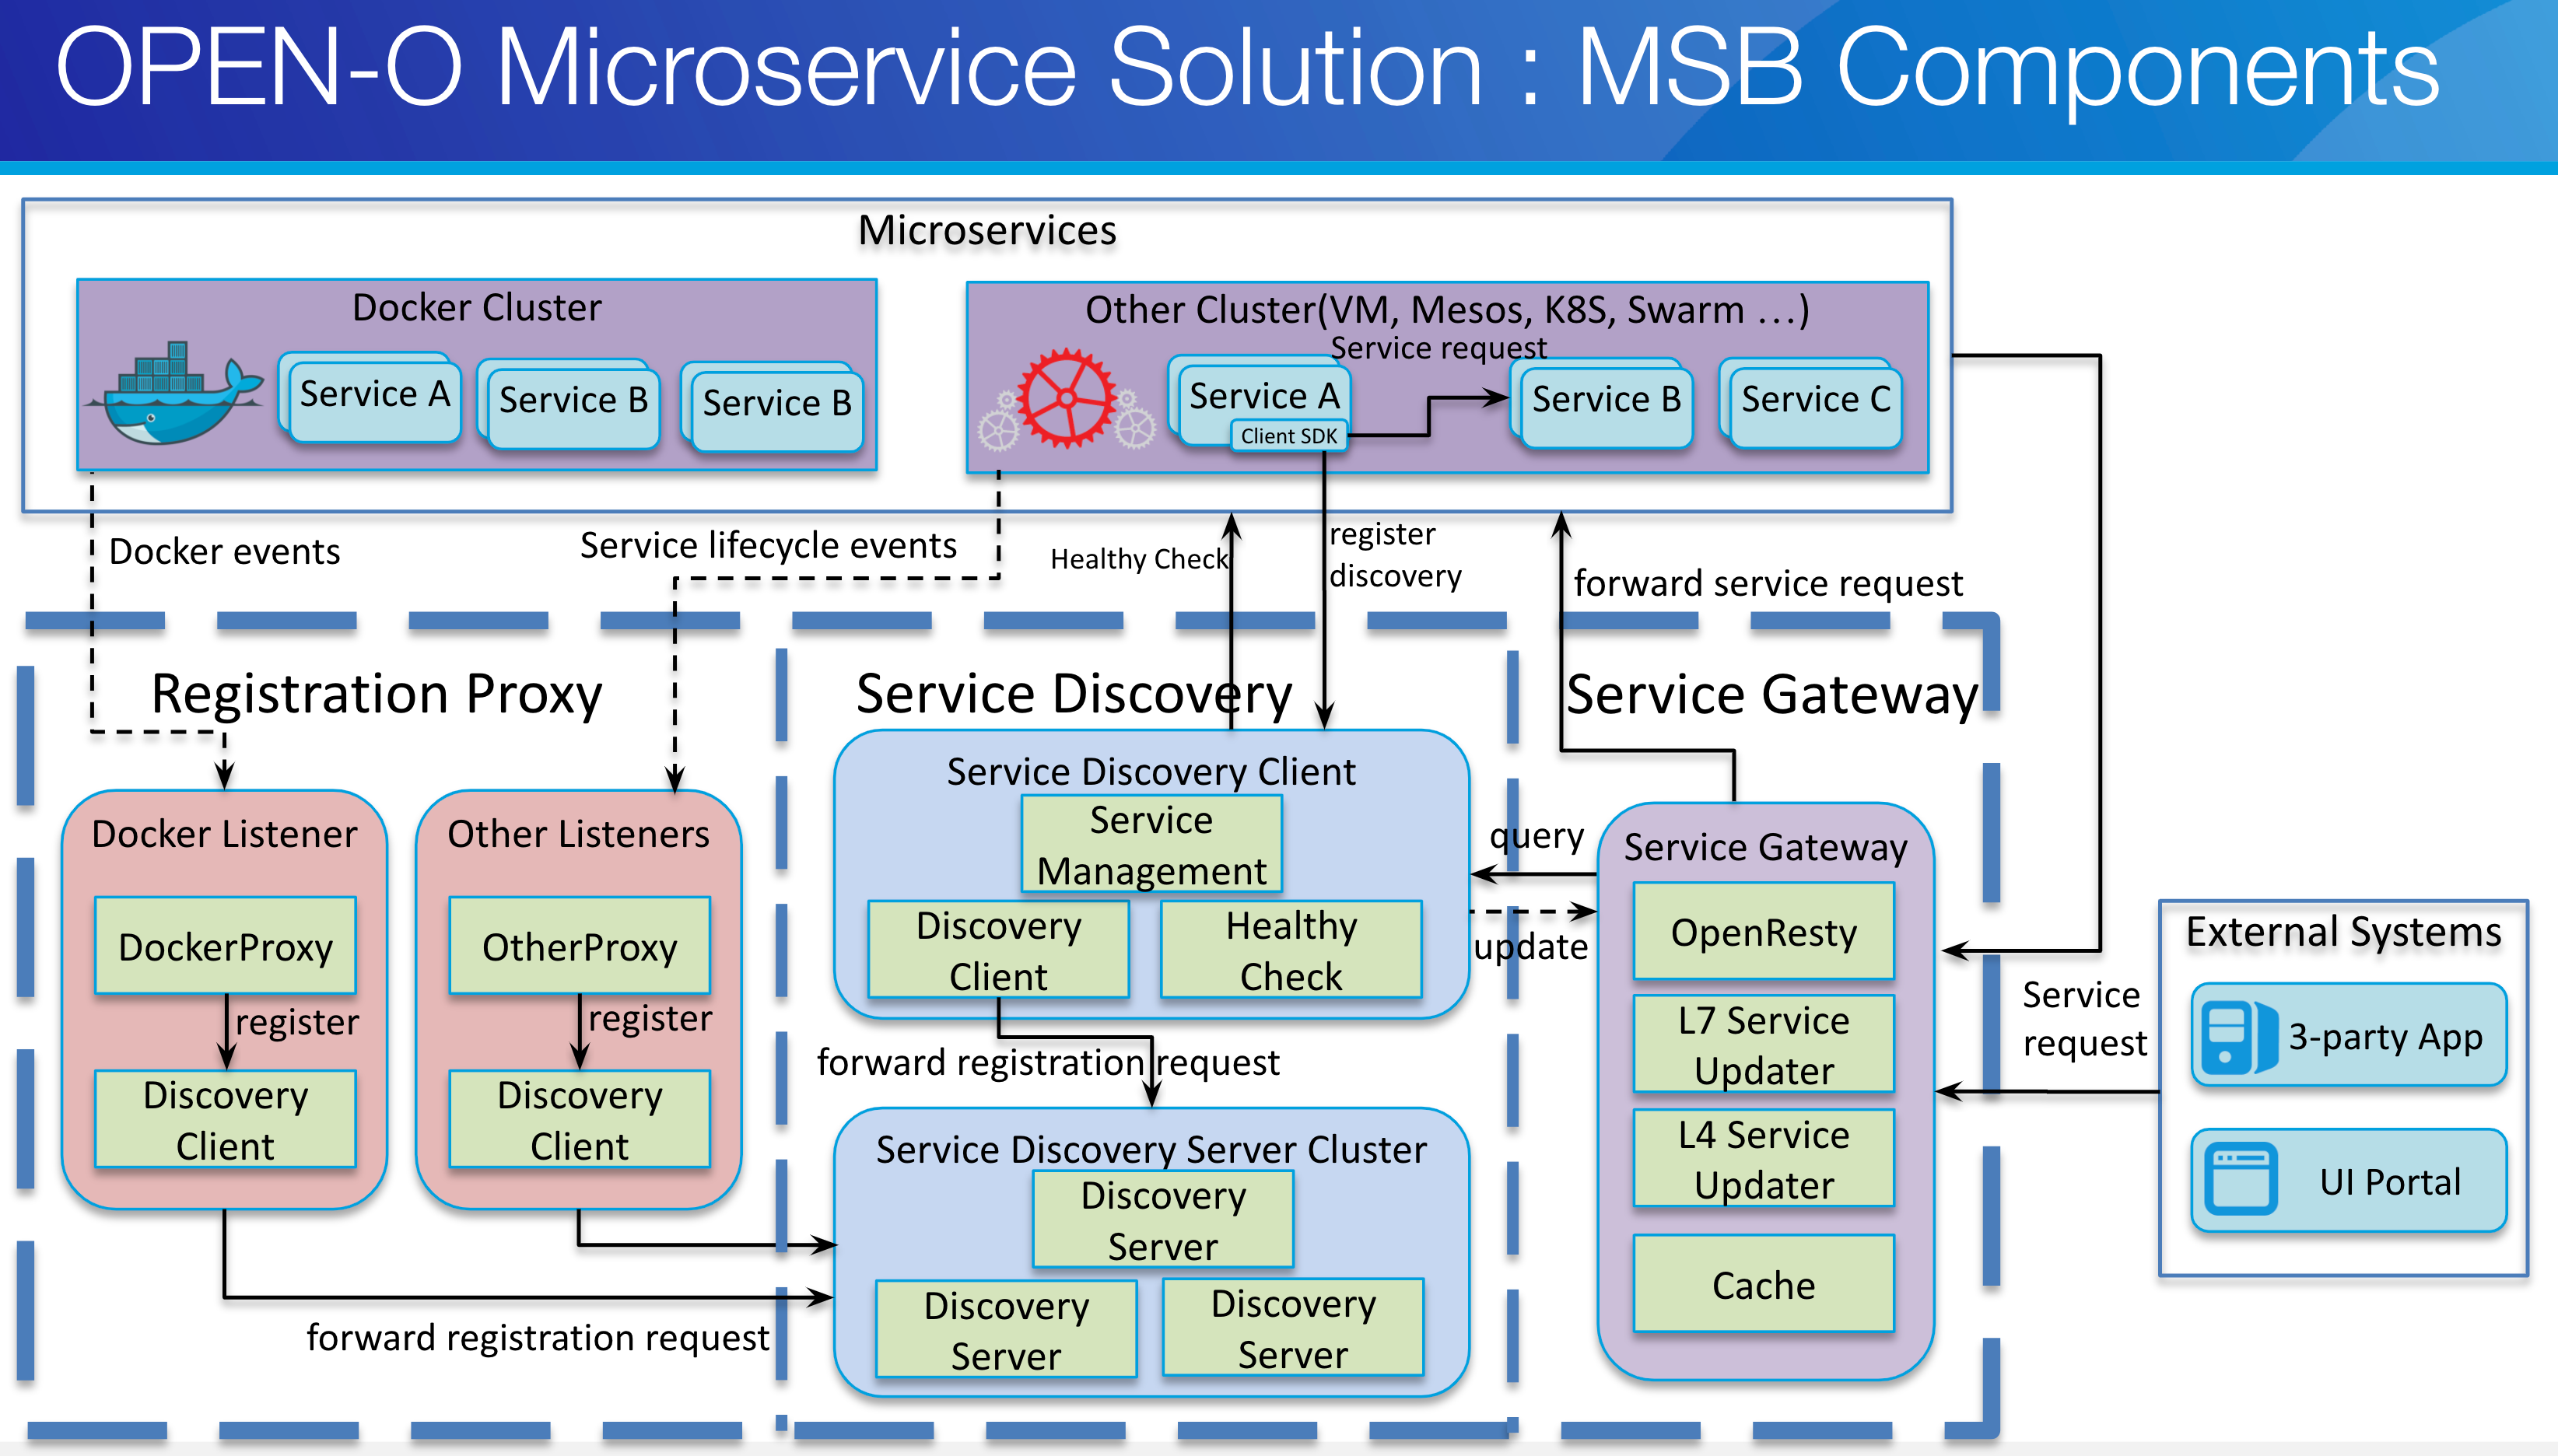 OPEN-O Microservice Solution : MSB Components
Microservices
Docker Cluster
Service A
Service B
Service B
Other Cluster(VM, Mesos, K8S, Swarm ...)
Service request
Service A
Client SDK
Service B
Service C
Docker events
Service lifecycle events
Healthy Check
register
discovery
forward service request
Registration Proxy
Service Discovery
Service Gateway
Docker Listener
DockerProxy
register
Discovery
Client
Other Listeners
OtherProxy
register
Discovery
Client
forward registration request
Service Discovery Client
Service
Management
Discovery
Client
Healthy
Check
forward registration request
Service Discovery Server Cluster
Discovery
Server
Discovery
Server
Discovery
Server
query
update
Service Gateway
OpenResty
L7 Service
Updater
L4 Service
Updater
Cache
Service
request
External Systems
3-party App
UI Portal